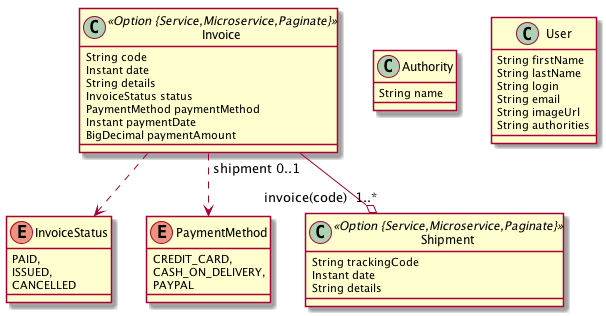 C «Option {Service,Microservice,Paginate}»
Invoice
String code
Instant date
String details
InvoiceStatus status
PaymentMethod paymentMethod
Instant paymentDate
BigDecimal paymentAmount
C Authority
String name
C User
String firstName
String lastName
String login
String email
String imageUrl
String authorities
shipment 0..1
invoice(code) 1..*
E InvoiceStatus
PAID,
ISSUED,
CANCELLED
E PaymentMethod
CREDIT_CARD,
CASH_ON_DELIVERY,
PAYPAL
C «Option {Service,Microservice,Paginate}»
Shipment
String trackingCode
Instant date
String details